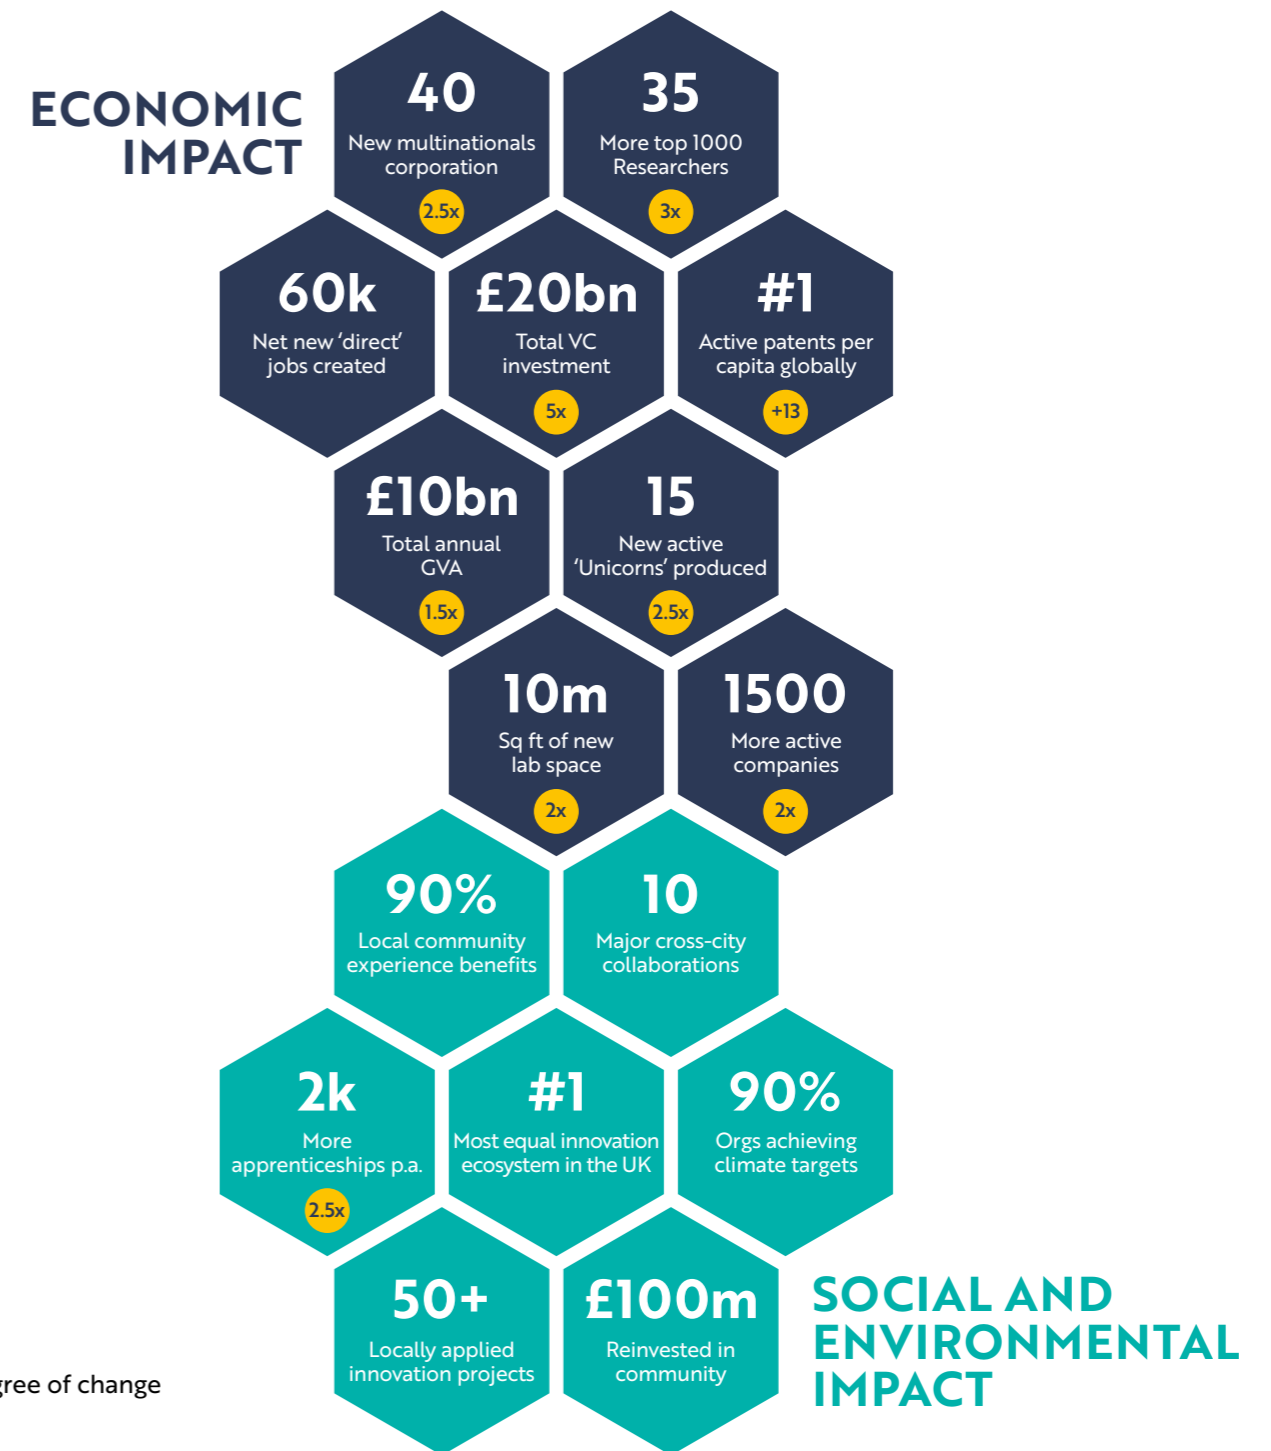 ECONOMIC
IMPACT
40
New multinationals
corporation
2.5x
35
More top 1000
Researchers
3x
60k
Net new ‘direct’
jobs created
£20bn
Total VC
investment
5x
#1
Active patents per
capita globally
+13
£10bn
Total annual
GVA
1.5x
15
New active
‘Unicorns’ produced
2.5x
10m
Sq ft of new
lab space
2x
1500
More active
companies
2x
90%
Local community
experience benefits
10
Major cross-city
collaborations
2k
More
apprenticeships p.a.
2.5x
#1
Most equal innovation
ecosystem in the UK
90%
Orgs achieving
climate targets
50+
Locally applied
innovation projects
£100m
Reinvested in
community
SOCIAL AND
ENVIRONMENTAL
IMPACT
of change